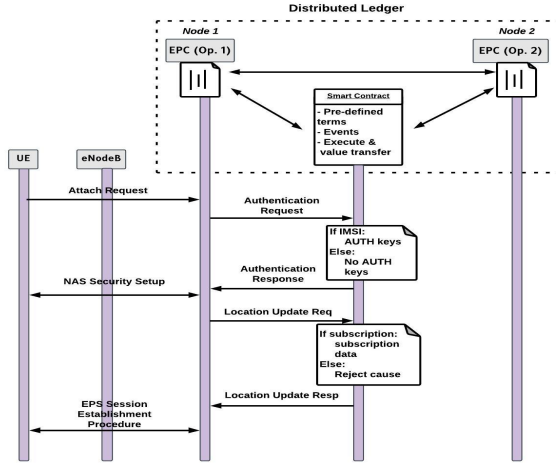 Distributed Ledger
Node 1
Node 2
EPC (Op. 1)
EPC (Op. 2)
Smart Contract
- Pre-defined
terms
- Events
- Execute &
value transfer
UE
eNodeB
Attach Request
Authentication
Request
If IMSI:
AUTH keys
Else:
No AUTH
keys
Authentication
Response
NAS Security Setup
Location Update Req
If subscription:
subscription
data
Else:
Reject cause
Location Update Resp
EPS Session
Establishment
Procedure